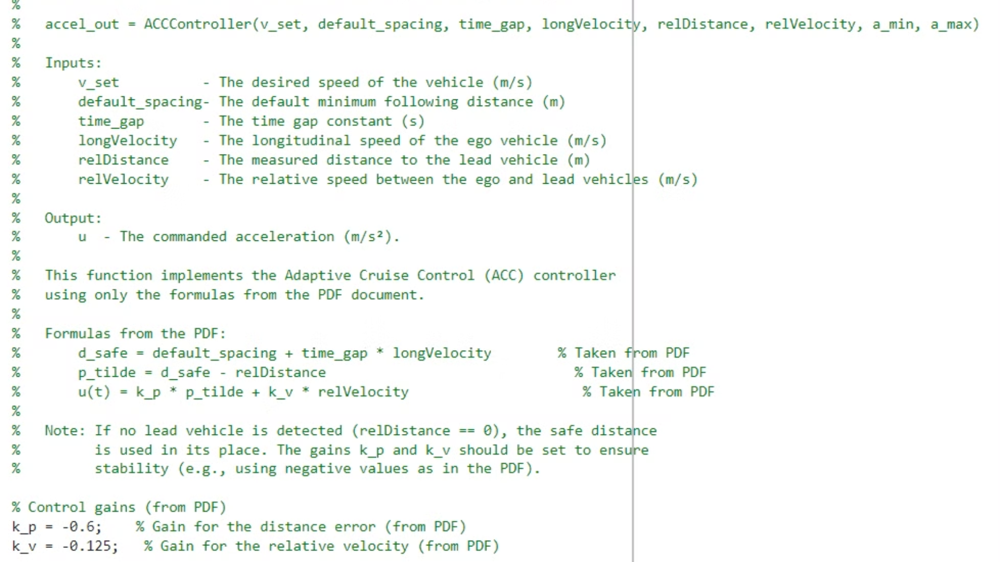 %
%   accel_out = ACCController(v_set, default_spacing, time_gap, longVelocity, relDistance, relVelocity, a_min, a_max)
%
%   Inputs:
%       v_set          - The desired speed of the vehicle (m/s)
%       default_spacing- The default minimum following distance (m)
%       time_gap       - The time gap constant (s)
%       longVelocity   - The longitudinal speed of the ego vehicle (m/s)
%       relDistance    - The measured distance to the lead vehicle (m)
%       relVelocity    - The relative speed between the ego and lead vehicles (m/s)
%
%   Output:
%       u  - The commanded acceleration (m/s²).
%
%   This function implements the Adaptive Cruise Control (ACC) controller
%   using only the formulas from the PDF document.
%
%   Formulas from the PDF:
%       d_safe = default_spacing + time_gap * longVelocity        % Taken from PDF
%       p_tilde = d_safe - relDistance                              % Taken from PDF
%       u(t) = k_p * p_tilde + k_v * relVelocity                     % Taken from PDF
%
%   Note: If no lead vehicle is detected (relDistance == 0), the safe distance
%         is used in its place. The gains k_p and k_v should be set to ensure
%         stability (e.g., using negative values as in the PDF).
% Control gains (from PDF)
k_p = -0.6;    % Gain for the distance error (from PDF)
k_v = -0.125;   % Gain for the relative velocity (from PDF)